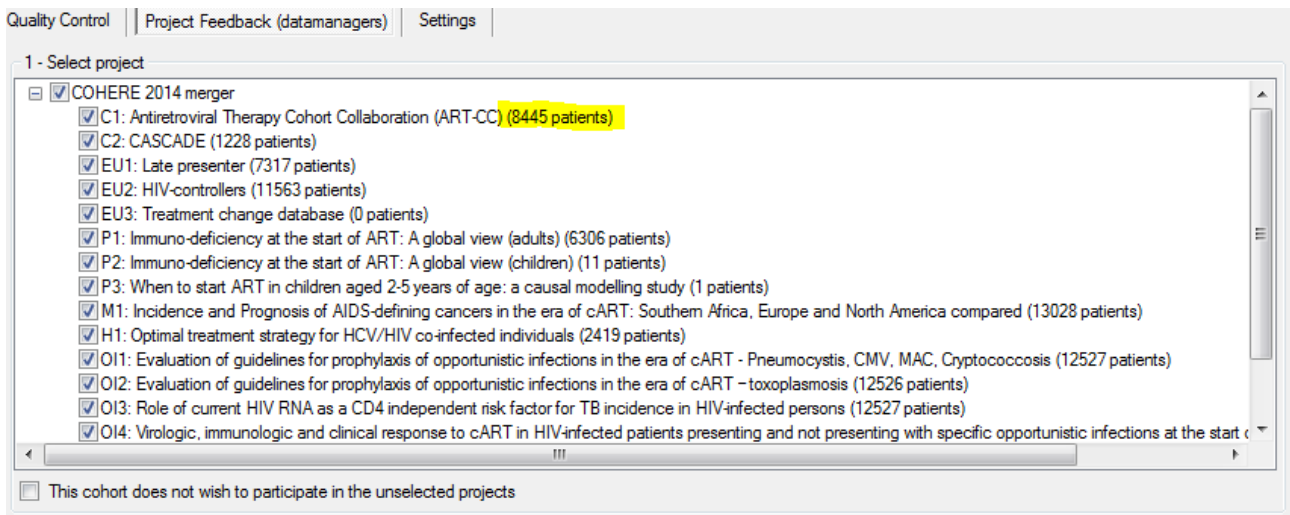 Quality Control Project Feedback (datamanagers) Settings
1 - Select project
COHERE 2014 merger
C1: Antiretroviral Therapy Cohort Collaboration (ART-CC) (8445 patients)
C2: CASCADE (1228 patients)
EU1: Late presenter (7317 patients)
EU2: HIV-controllers (11563 patients)
EU3: Treatment change database (0 patients)
P1: Immuno-deficiency at the start of ART: A global view (adults) (6306 patients)
P2: Immuno-deficiency at the start of ART: A global view (children) (11 patients)
P3: When to start ART in children aged 2-5 years of age: a causal modelling study (1 patients)
M1: Incidence and Prognosis of AIDS-defining cancers in the era of cART: Southern Africa, Europe and North America compared (13028 patients)
H1: Optimal treatment strategy for HCV/HIV co-infected individuals (2419 patients)
OI1: Evaluation of guidelines for prophylaxis of opportunistic infections in the era of cART - Pneumocystis, CMV, MAC, Cryptococcosis (12527 patients)
OI2: Evaluation of guidelines for prophylaxis of opportunistic infections in the era of cART –toxoplasmosis (12526 patients)
OI3: Role of current HIV RNA as a CD4 independent risk factor for TB incidence in HIV-infected persons (12527 patients)
OI4: Virologic, immunologic and clinical response to cART in HIV-infected patients presenting and not presenting with specific opportunistic infections at the start
This cohort does not wish to participate in the unselected projects